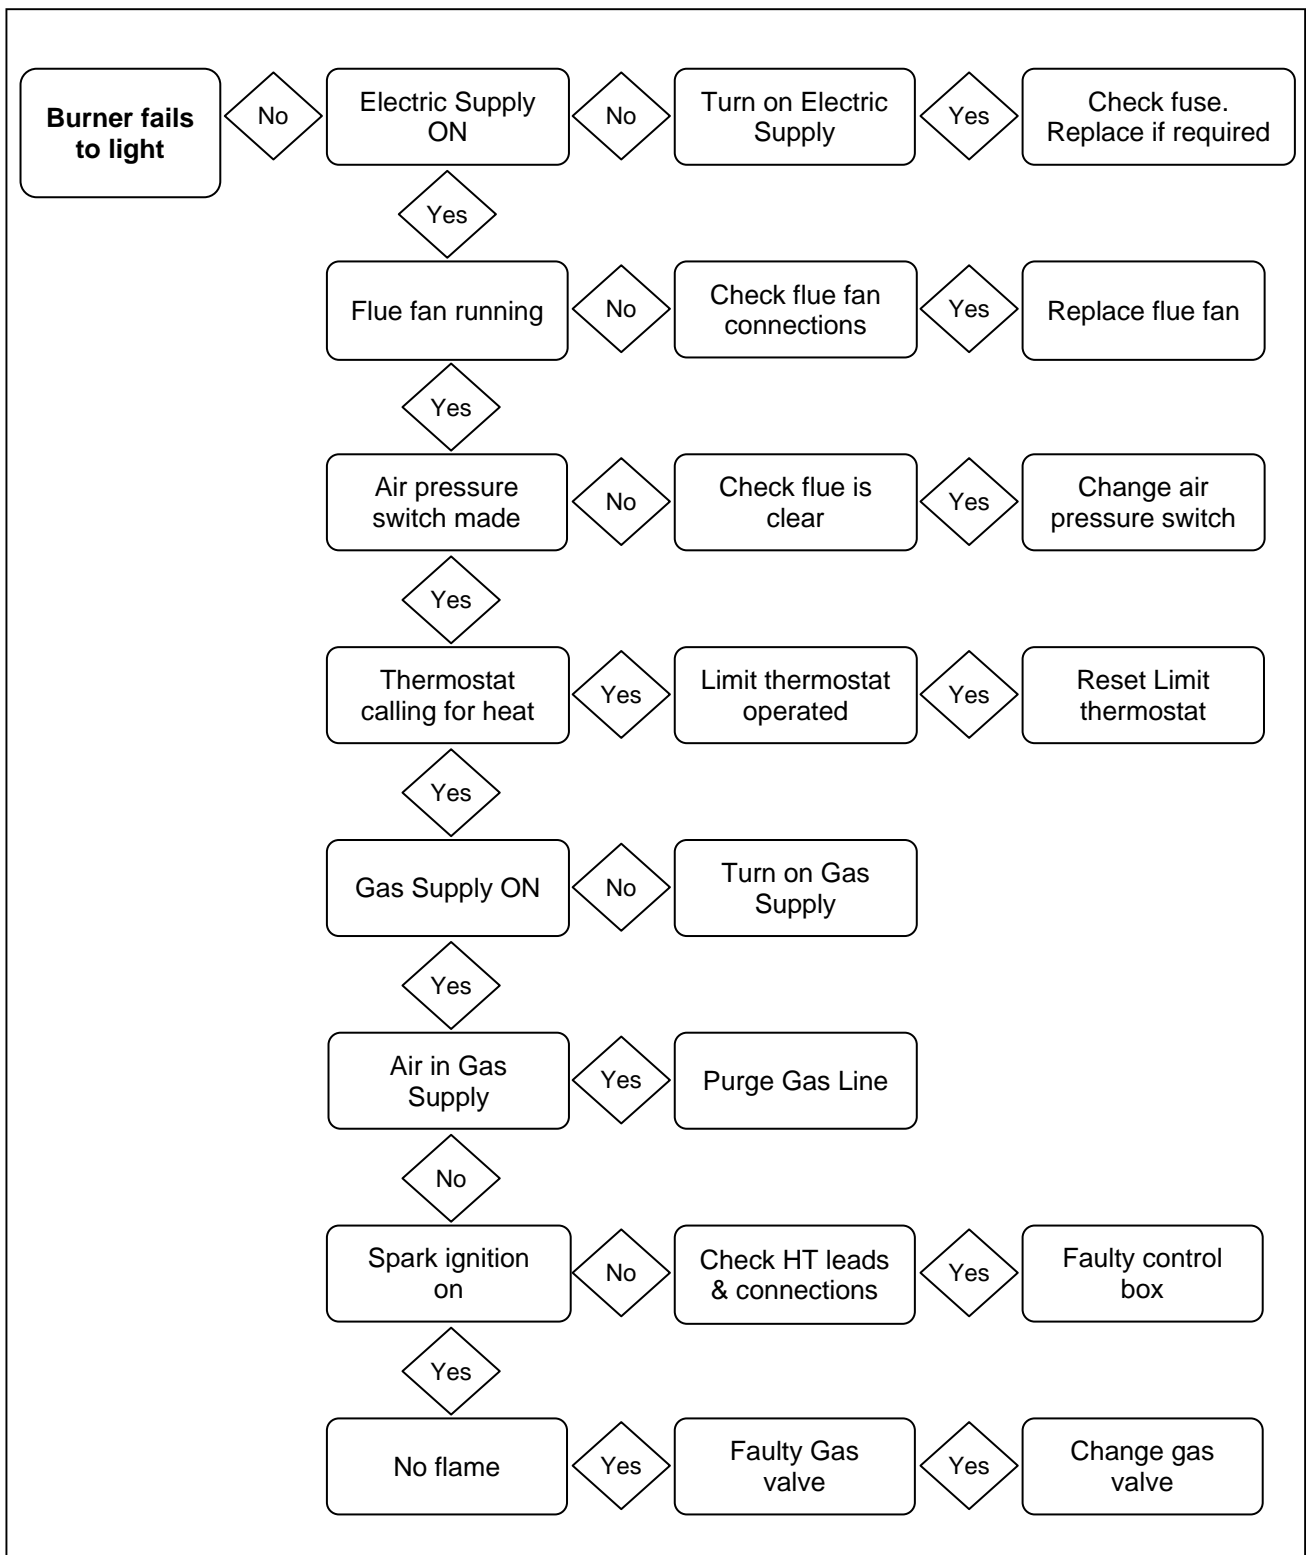 Burner fails
to light
No
Electric Supply
ON
No
Turn on Electric
Supply
Yes
Check fuse.
Replace if required
Yes
Flue fan running
No
Check flue fan
connections
Yes
Replace flue fan
Yes
Air pressure
switch made
No
Check flue is
clear
Yes
Change air
pressure switch
Yes
Thermostat
calling for heat
Yes
Limit thermostat
operated
Yes
Reset Limit
thermostat
Yes
Gas Supply ON
No
Turn on Gas
Supply
Yes
Air in Gas
Supply
Yes
Purge Gas Line
No
Spark ignition
on
No
Check HT leads
& connections
Yes
Faulty control
box
Yes
No flame
Yes
Faulty Gas
valve
Yes
Change gas
valve